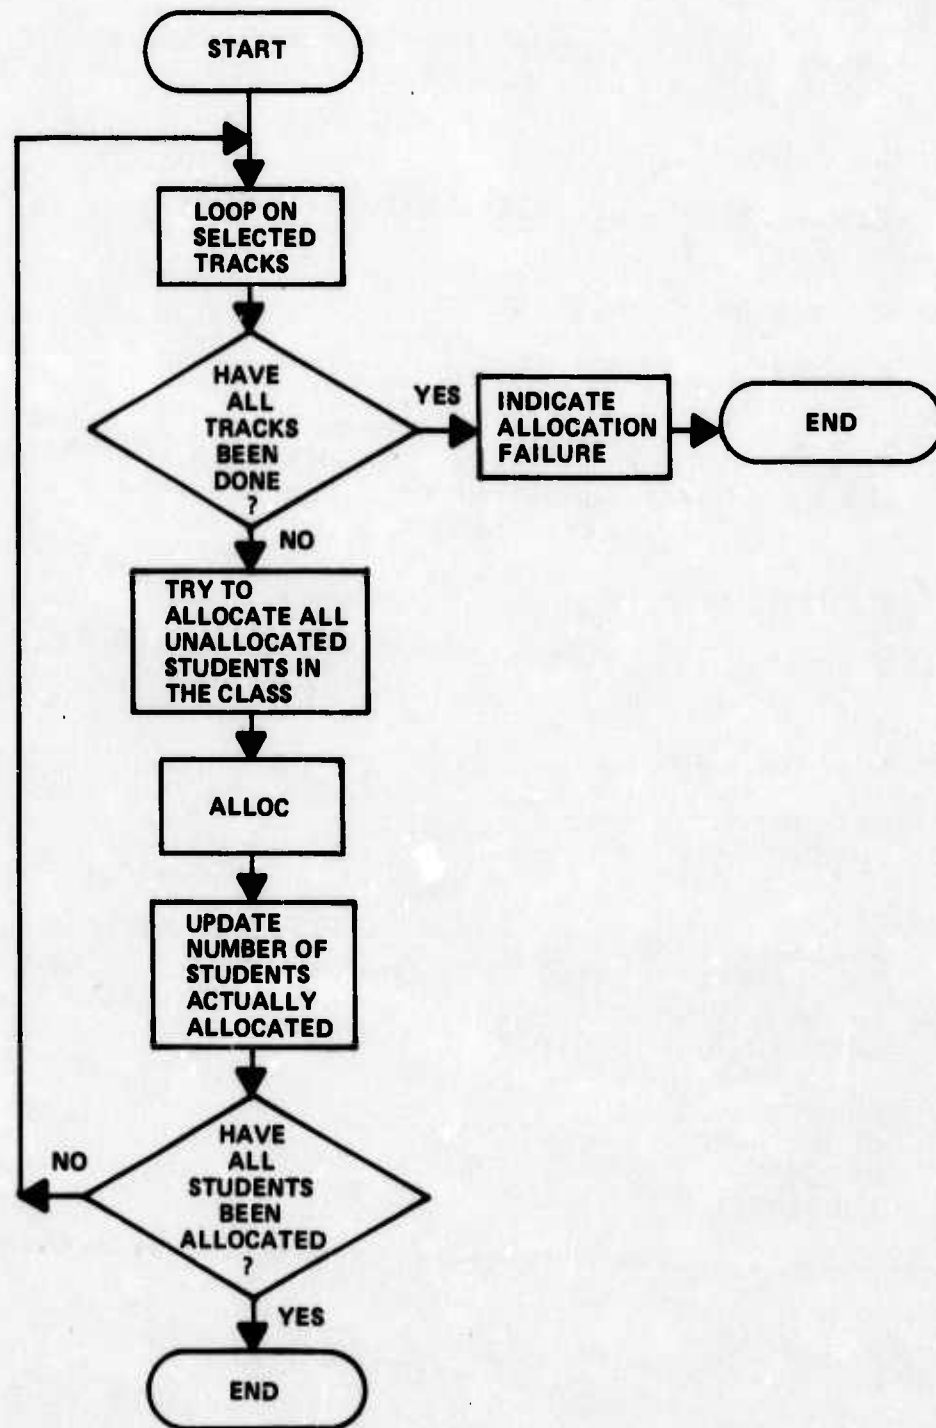 START
LOOP ON
SELECTED
TRACKS
HAVE
ALL
TRACKS
BEEN
DONE
?
YES
INDICATE
ALLOCATION
FAILURE
END
NO
TRY TO
ALLOCATE ALL
UNALLOCATED
STUDENTS IN
THE CLASS
ALLOC
UPDATE
NUMBER OF
STUDENTS
ACTUALLY
ALLOCATED
HAVE
ALL
STUDENTS
BEEN
ALLOCATED
?
NO
YES
END